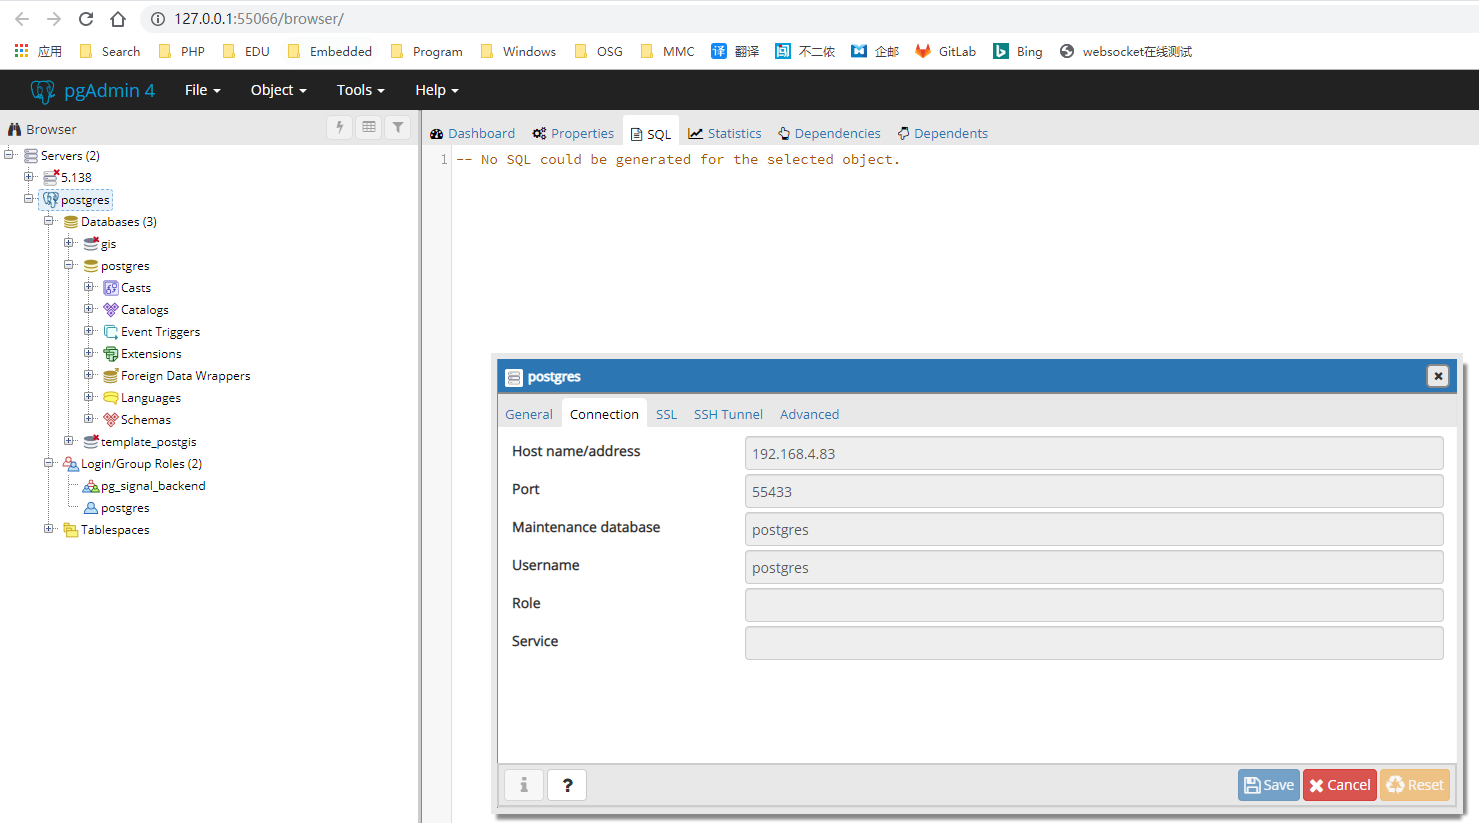 127.0.0.1:55066/browser/
应用 Search PHP EDU Embedded Program Windows OSG MMC 译 翻译 不二侬 企邮 GitLab Bing websocket在线测试
pgAdmin 4 File Object Tools Help
Browser
Dashboard Properties SQL Statistics Dependencies Dependents
Servers (2)
5.138
postgres
Databases (3)
gis
postgres
Casts
Catalogs
Event Triggers
Extensions
Foreign Data Wrappers
Languages
Schemas
template_postgis
Login/Group Roles (2)
pg_signal_backend
postgres
Tablespaces
1 -- No SQL could be generated for the selected object.
postgres
General Connection SSL SSH Tunnel Advanced
Host name/address 192.168.4.83
Port 55433
Maintenance database postgres
Username postgres
Role
Service
i ? Save Cancel Reset